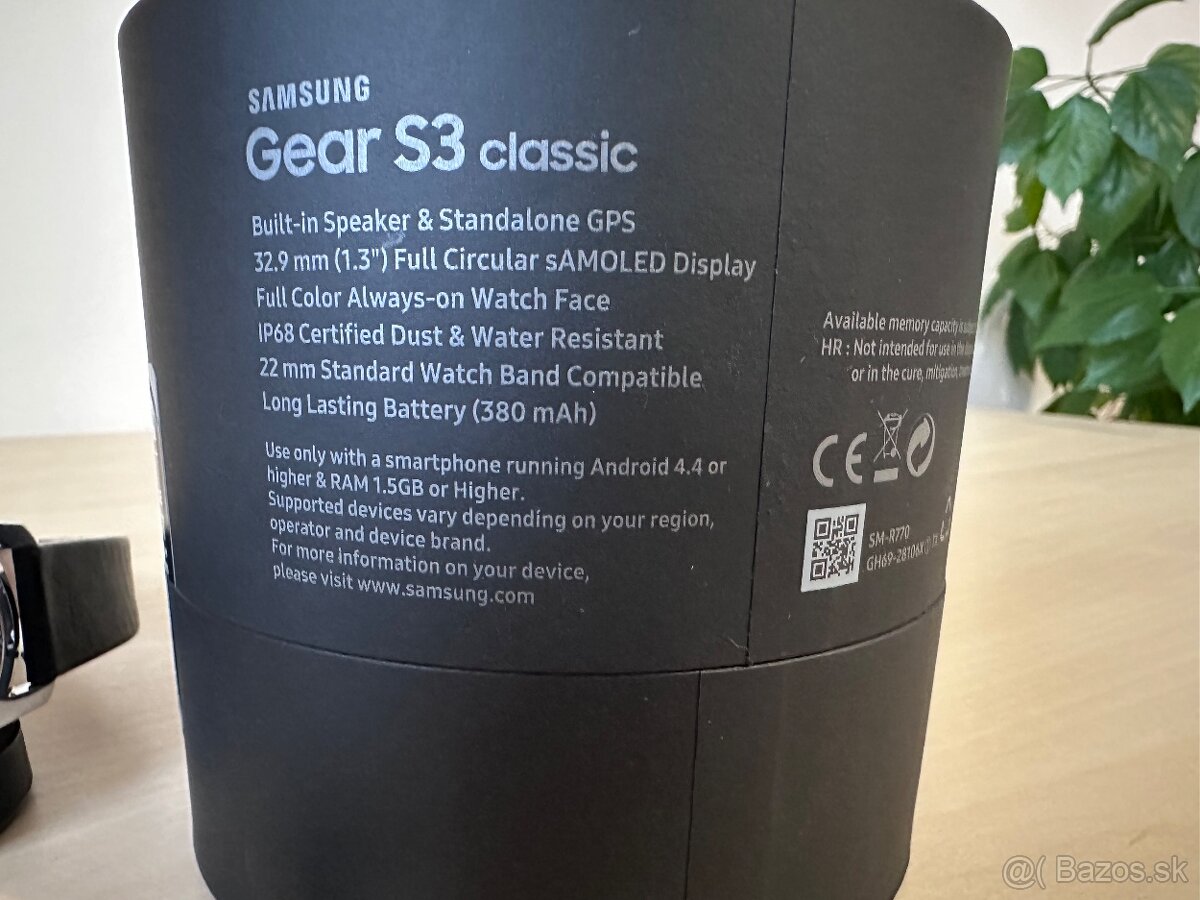 SAMSUNG
Gear S3 classic
Built-in Speaker & Standalone GPS
32.9 mm (1.3") Full Circular sAMOLED Display
Full Color Always-on Watch Face
IP68 Certified Dust & Water Resistant
22 mm Standard Watch Band Compatible
Long Lasting Battery (380 mAh)
Use only with a smartphone running Android 4.4 or
higher & RAM 1.5GB or Higher.
Supported devices vary depending on your region,
operator and device brand.
For more information on your device,
please visit www.samsung.com
Available memory capacity is
HR : Not intended for use in the
or in the cure, mitigation,
CE
SM-R770
GH69-28106X
@( Bazos.sk